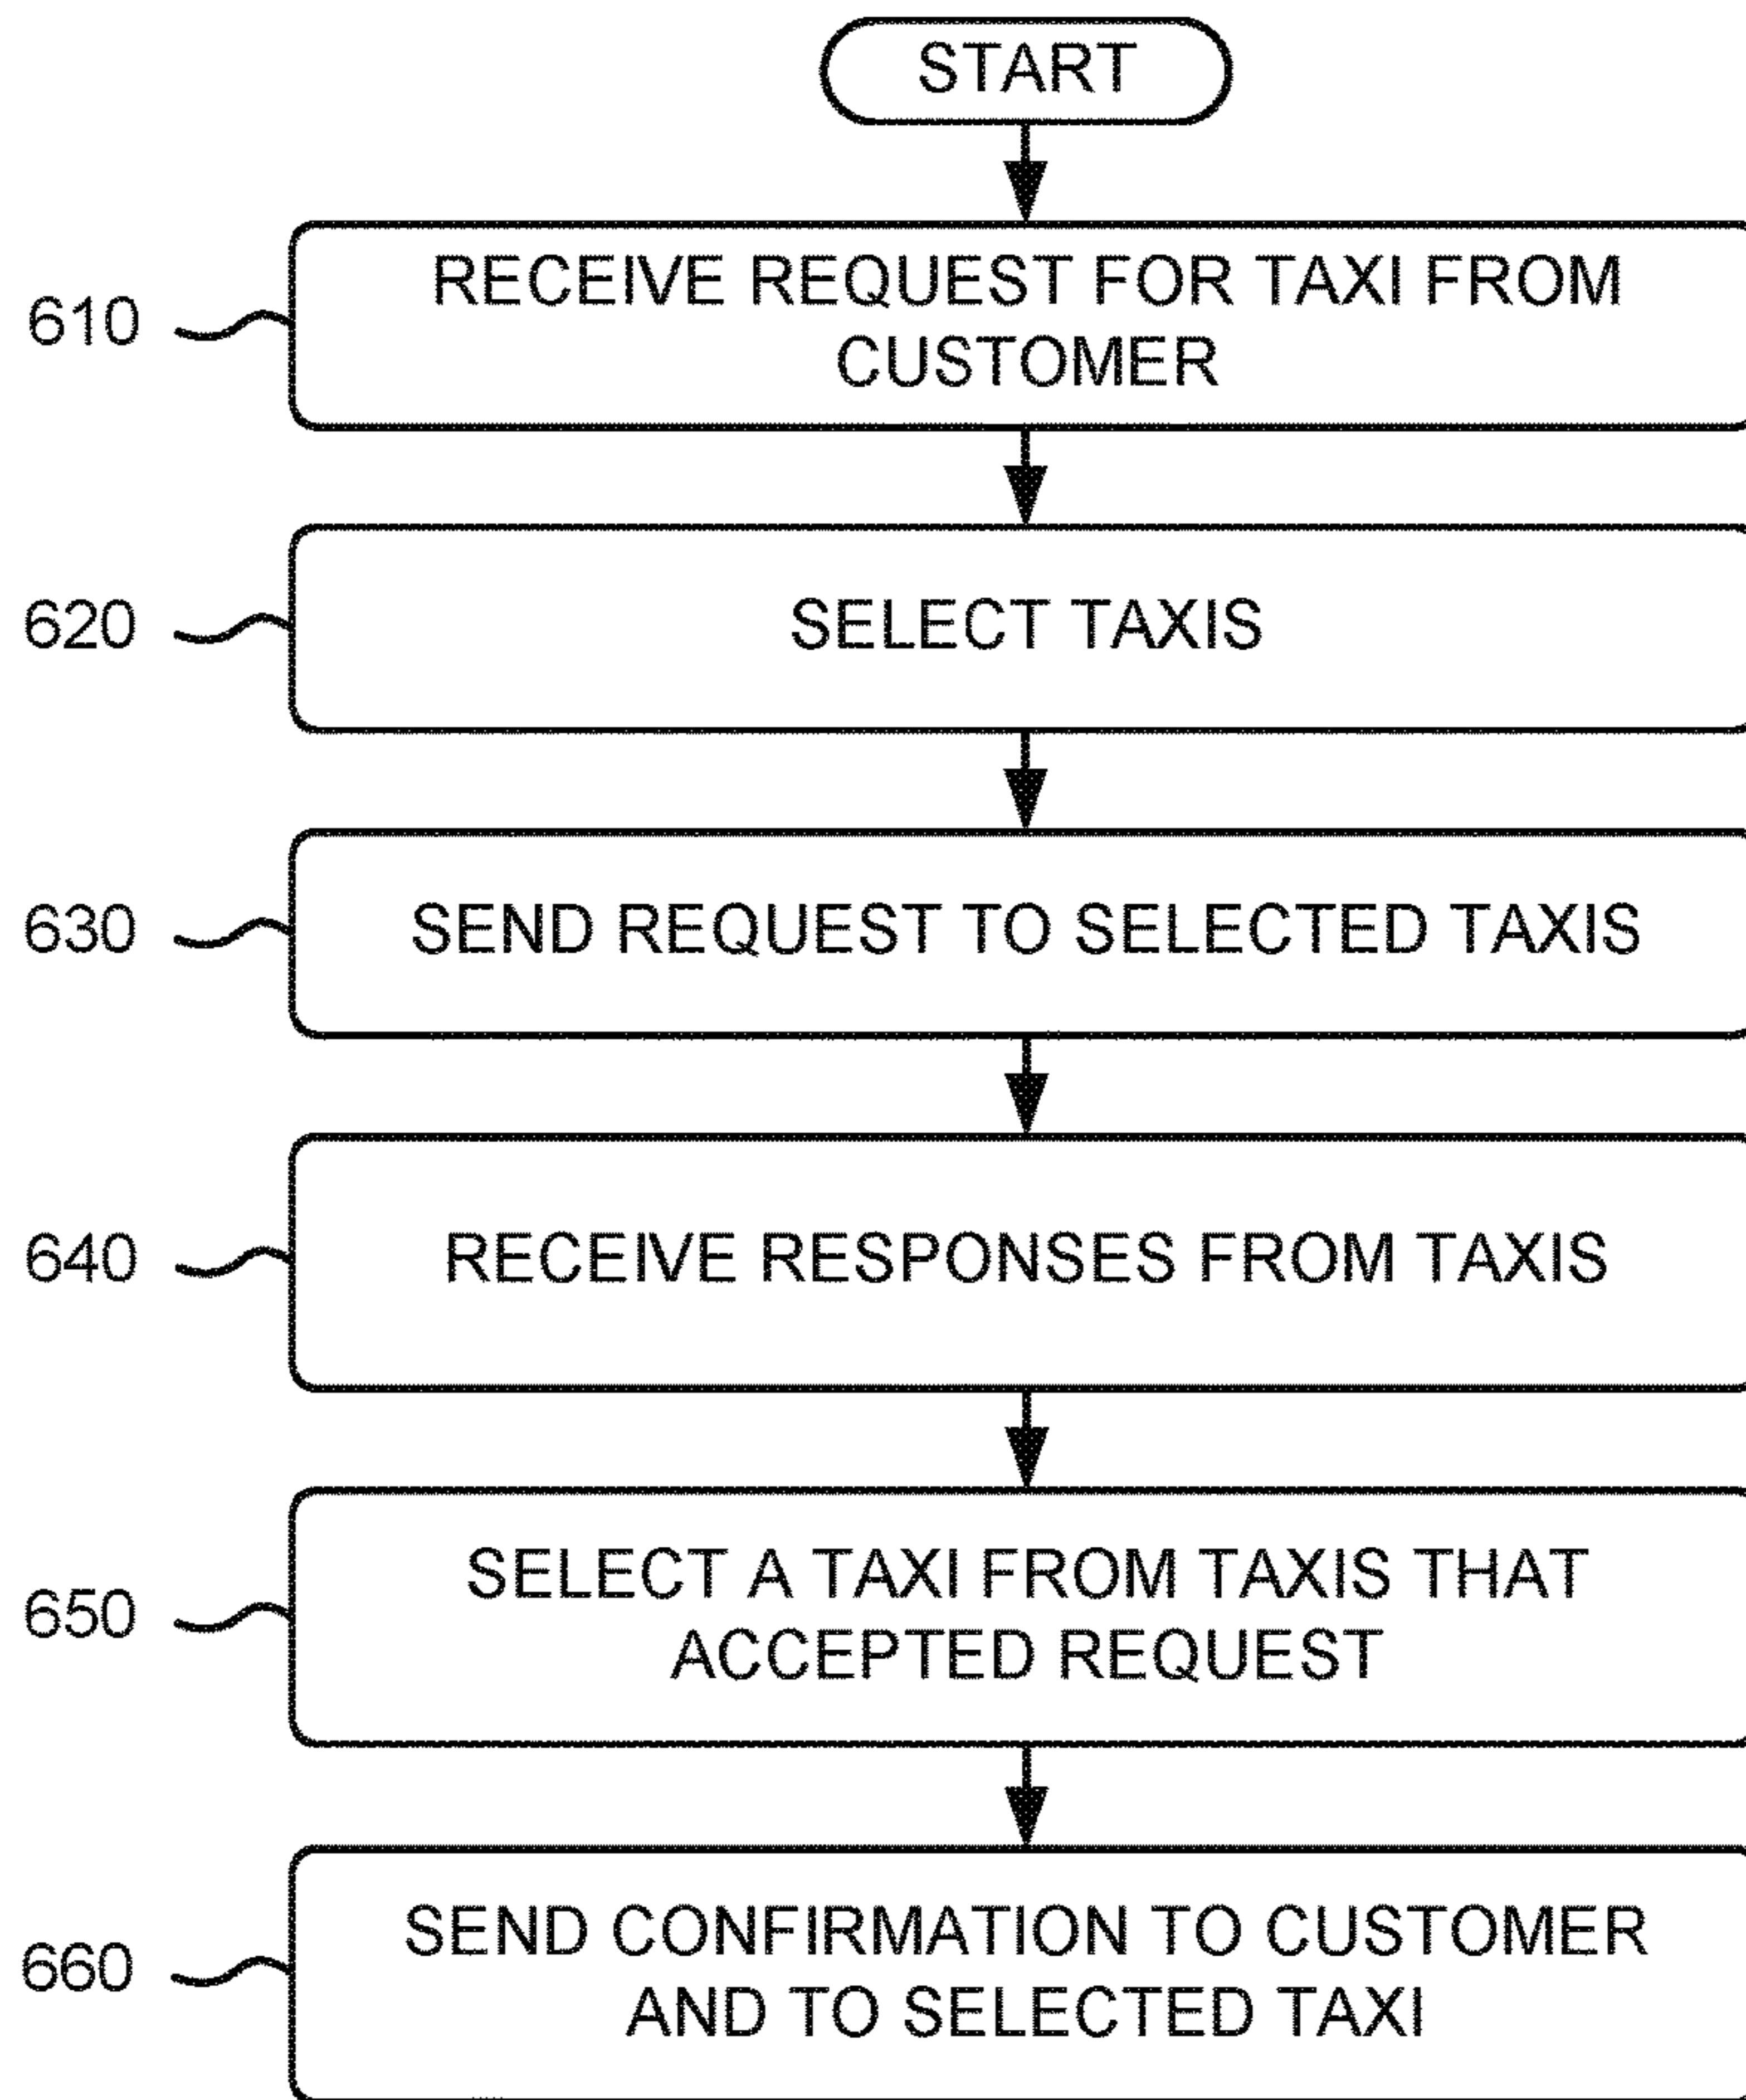 START
610
RECEIVE REQUEST FOR TAXI FROM
CUSTOMER
620
SELECT TAXIS
630
SEND REQUEST TO SELECTED TAXIS
640
RECEIVE RESPONSES FROM TAXIS
650
SELECT A TAXI FROM TAXIS THAT
ACCEPTED REQUEST
660
SEND CONFIRMATION TO CUSTOMER
AND TO SELECTED TAXI